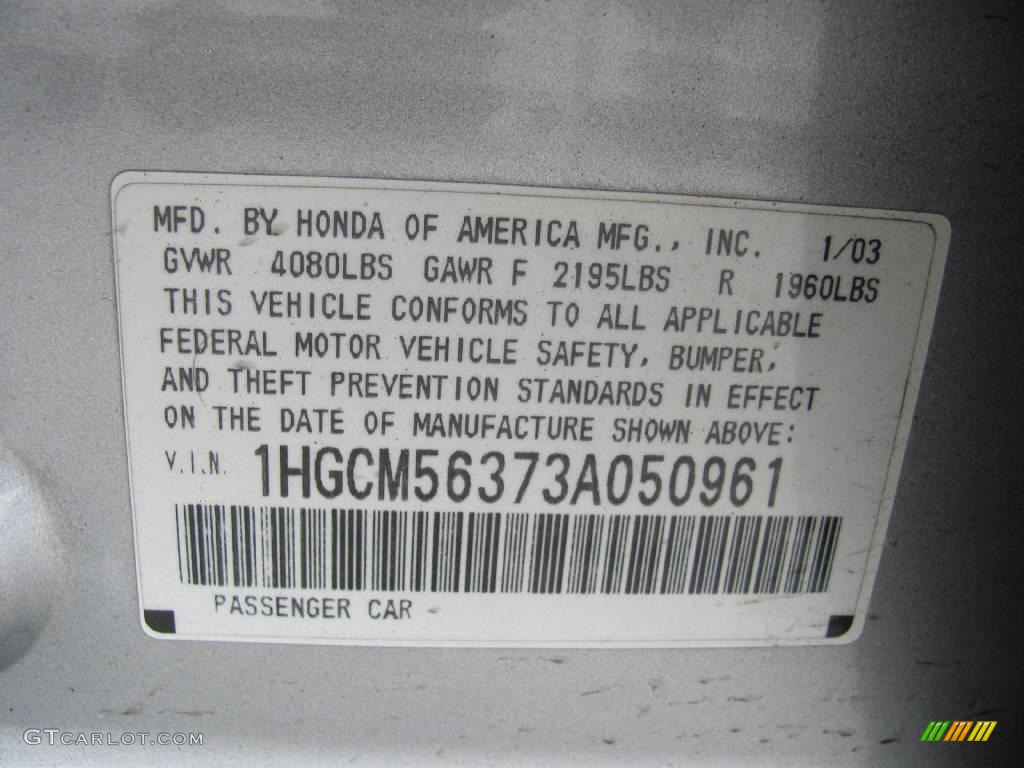 MFD. BY HONDA OF AMERICA MFG., INC. 1/03
GVWR 4080LBS GAWR F 2195LBS R 1960LBS
THIS VEHICLE CONFORMS TO ALL APPLICABLE
FEDERAL MOTOR VEHICLE SAFETY, BUMPER,
AND THEFT PREVENTION STANDARDS IN EFFECT
ON THE DATE OF MANUFACTURE SHOWN ABOVE:
V.I.N. 1HGCM56373A050961
PASSENGER CAR
GTCARLOT.COM